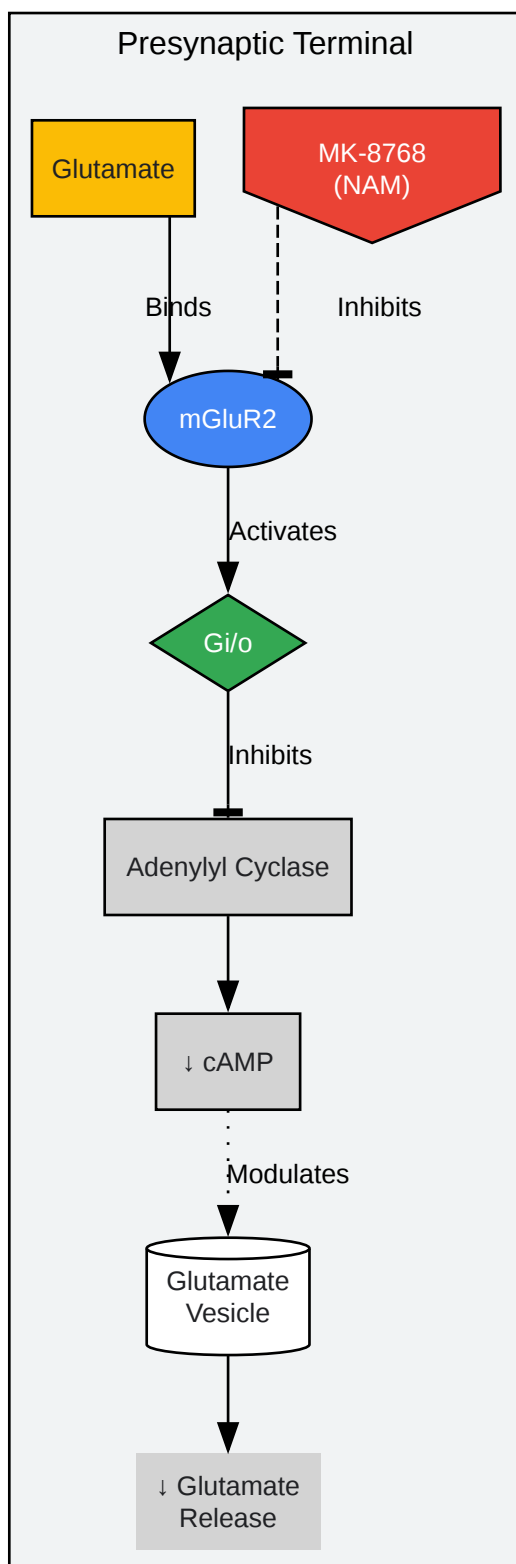 Presynaptic Terminal
Glutamate
MK-8768
(NAM)
Binds
Inhibits
mGluR2
Activates
Gi/o
Inhibits
Adenylyl Cyclase
↓ cAMP
Modulates
Glutamate
Vesicle
↓ Glutamate
Release